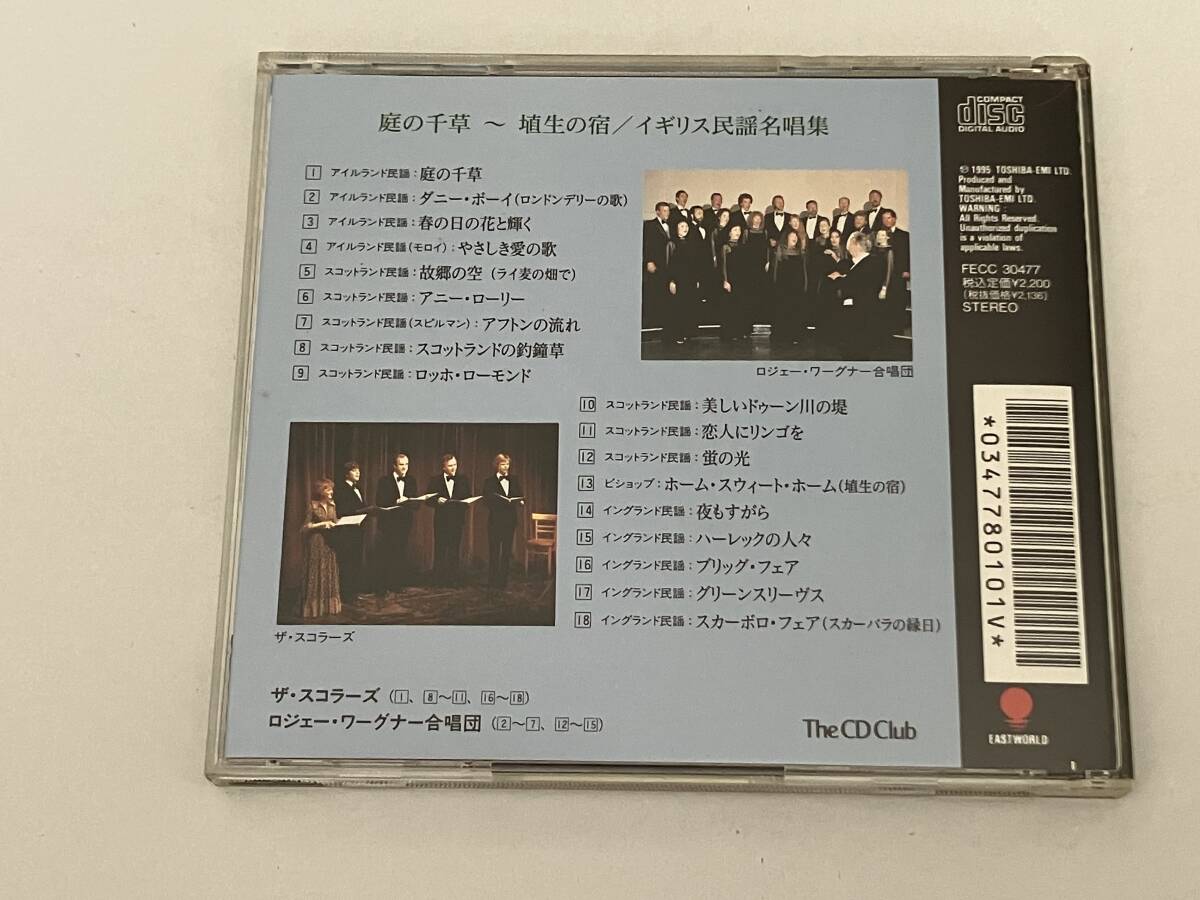 庭の千草 ～ 埴生の宿／イギリス民謡名唱集
1 アイルランド民謡：庭の千草
2 アイルランド民謡：ダニー・ボーイ（ロンドンデリーの歌）
3 アイルランド民謡：春の日の花と輝く
4 アイルランド民謡（モロイ）：やさしき愛の歌
5 スコットランド民謡：故郷の空（ライ麦の畑で）
6 スコットランド民謡：アニー・ローリー
7 スコットランド民謡（スピルマン）：アフトンの流れ
8 スコットランド民謡：スコットランドの釣鐘草
9 スコットランド民謡：ロッホ・ローモンド
ロジェー・ワーグナー合唱団
10 スコットランド民謡：美しいドゥーン川の堤
11 スコットランド民謡：恋人にリンゴを
12 スコットランド民謡：蛍の光
13 ビショップ：ホーム・スウィート・ホーム（埴生の宿）
14 イングランド民謡：夜もすがら
15 イングランド民謡：ハーレックの人々
16 イングランド民謡：ブリッグ・フェア
17 イングランド民謡：グリーンスリーヴス
18 イングランド民謡：スカーボロ・フェア（スカーバラの縁日）
ザ・スコラーズ
ザ・スコラーズ（1、8～11、16～18）
ロジェー・ワーグナー合唱団（2～7、12～15）
The CD Club
COMPACT
disc
DIGITAL AUDIO
℗ 1995 TOSHIBA-EMI LTD.
Produced and
Manufactured by
TOSHIBA-EMI LTD.
WARNING :
All Rights Reserved.
Unauthorized duplication
is a violation of
applicable laws.
FECC 30477
税込定価¥2,200
（税抜価格¥2,136）
STEREO
*0347780101V*
EASTWORLD